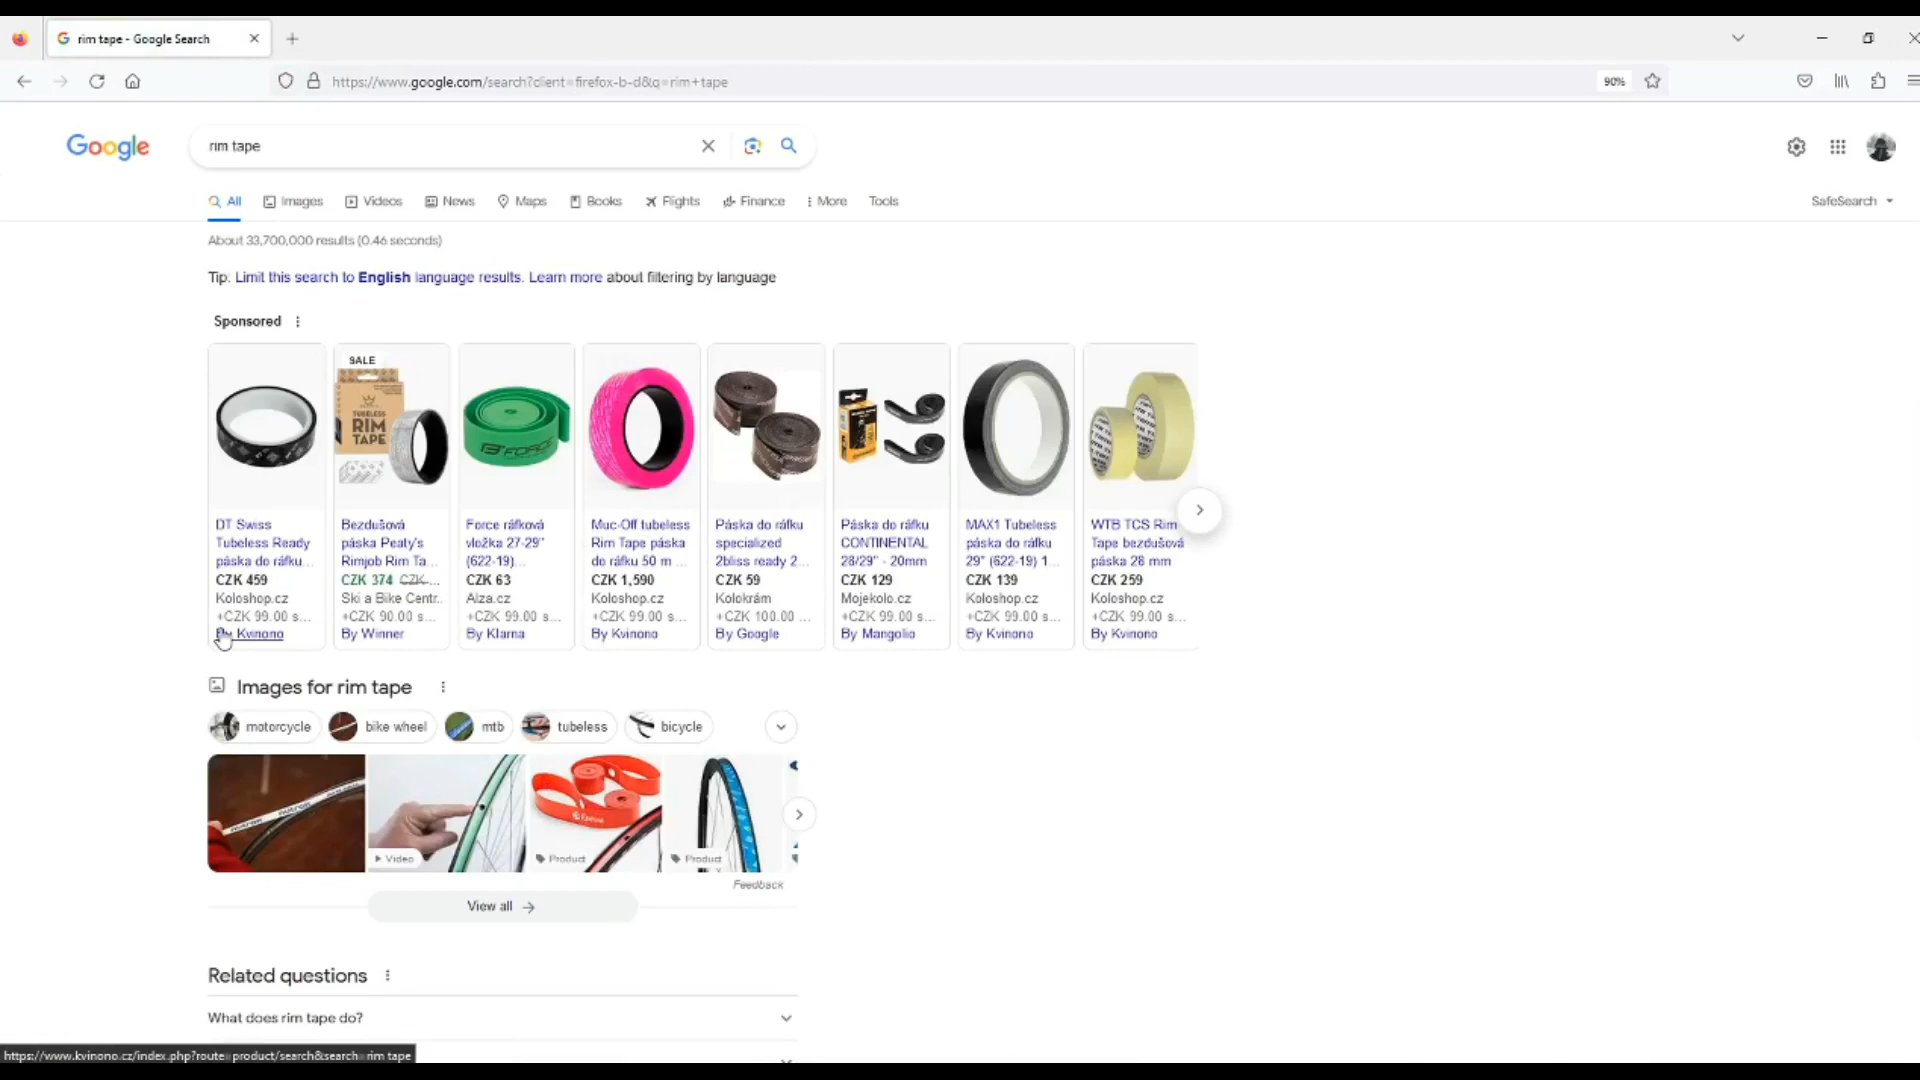 rim tape - Google Search
https://www.google.com/search?client=firefox-b-d&q=rim+tape
90%
Google
rim tape
All
Images
Videos
News
Maps
Books
Flights
Finance
More
Tools
SafeSearch
About 33,700,000 results (0.46 seconds)
Tip: Limit this search to English language results. Learn more about filtering by language
Sponsored
SALE
TUBELESS
RIM
TAPE
FORCE
DT Swiss
Tubeless Ready
páska do ráfku...
CZK 459
Koloshop.cz
+CZK 99.00 s...
By Kvinono
Bezdušová
páska Peaty's
Rimjob Rim Ta...
CZK 374 CZK...
Ski a Bike Centr..
+CZK 90.00 s...
By Winner
Force ráfková
vložka 27-29"
(622-19)...
CZK 63
Alza.cz
+CZK 99.00 s...
By Klarna
Muc-Off tubeless
Rim Tape páska
do ráfku 50 m ...
CZK 1,590
Koloshop.cz
+CZK 99.00 s...
By Kvinono
Páska do ráfku
specialized
2bliss ready 2...
CZK 59
Kolokrám
+CZK 100.00 ...
By Google
Páska do ráfku
CONTINENTAL
28/29" - 20mm
CZK 129
Mojekolo.cz
+CZK 99.00 s...
By Mangolio
MAX1 Tubeless
páska do ráfku
29" (622-19) 1...
CZK 139
Koloshop.cz
+CZK 99.00 s...
By Kvinono
WTB TCS Rim
Tape bezdušová
páska 28 mm
CZK 259
Koloshop.cz
+CZK 99.00 s...
By Kvinono
Images for rim tape
motorcycle
bike wheel
mtb
tubeless
bicycle
Video
Product
Product
Feedback
View all
Related questions
What does rim tape do?
https://www.kvinono.cz/index.php?route=product/search&search=rim tape